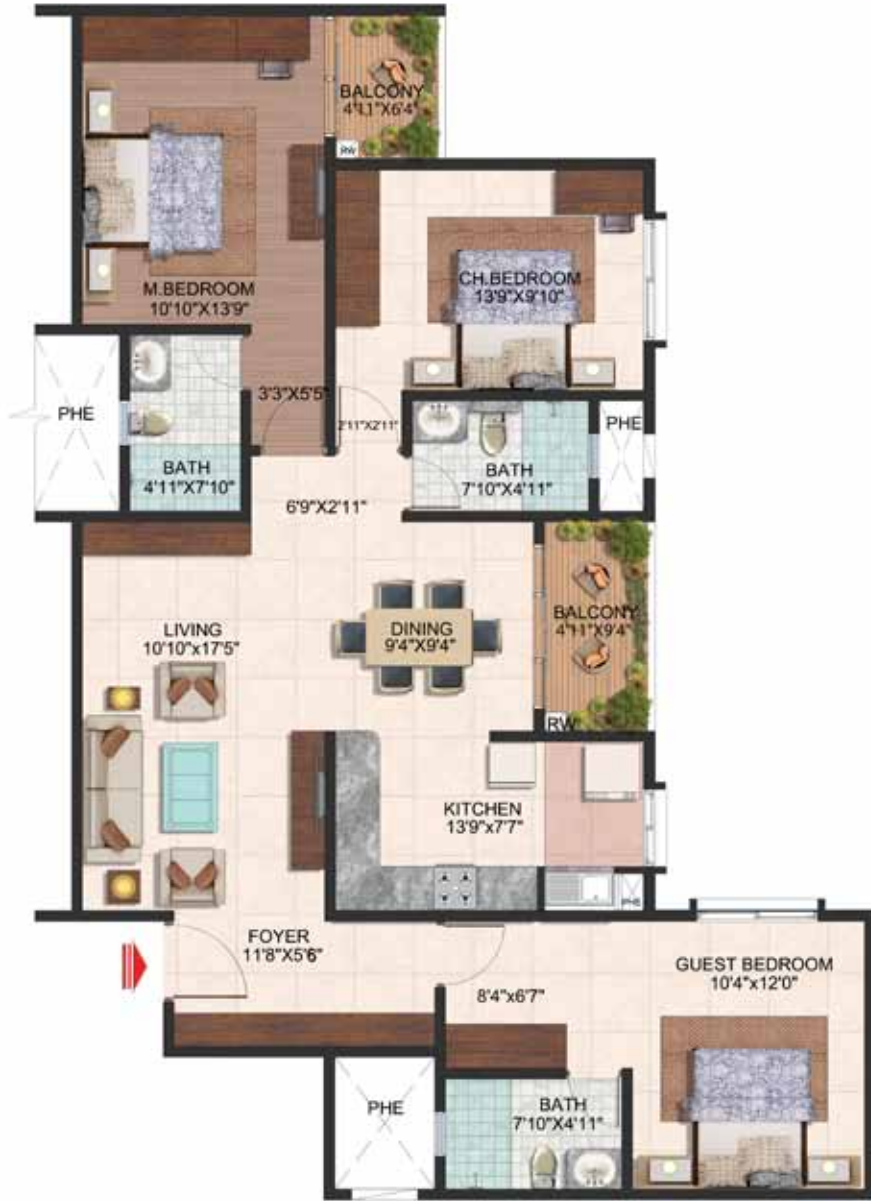 BALCONY
4'11"X6'4"
RW
M.BEDROOM
10'10"X13'9"
CH.BEDROOM
13'9"X9'10"
PHE
3'3"X5'5"
2'11"X2'11"
PHE
BATH
4'11"X7'10"
BATH
7'10"X4'11"
6'9"X2'11"
LIVING
10'10"x17'5"
DINING
9'4"X9'4"
BALCONY
4'11"X9'4"
RW
KITCHEN
13'9"x7'7"
PHE
FOYER
11'8"X5'6"
GUEST BEDROOM
10'4"x12'0"
8'4"x6'7"
PHE
BATH
7'10"X4'11"